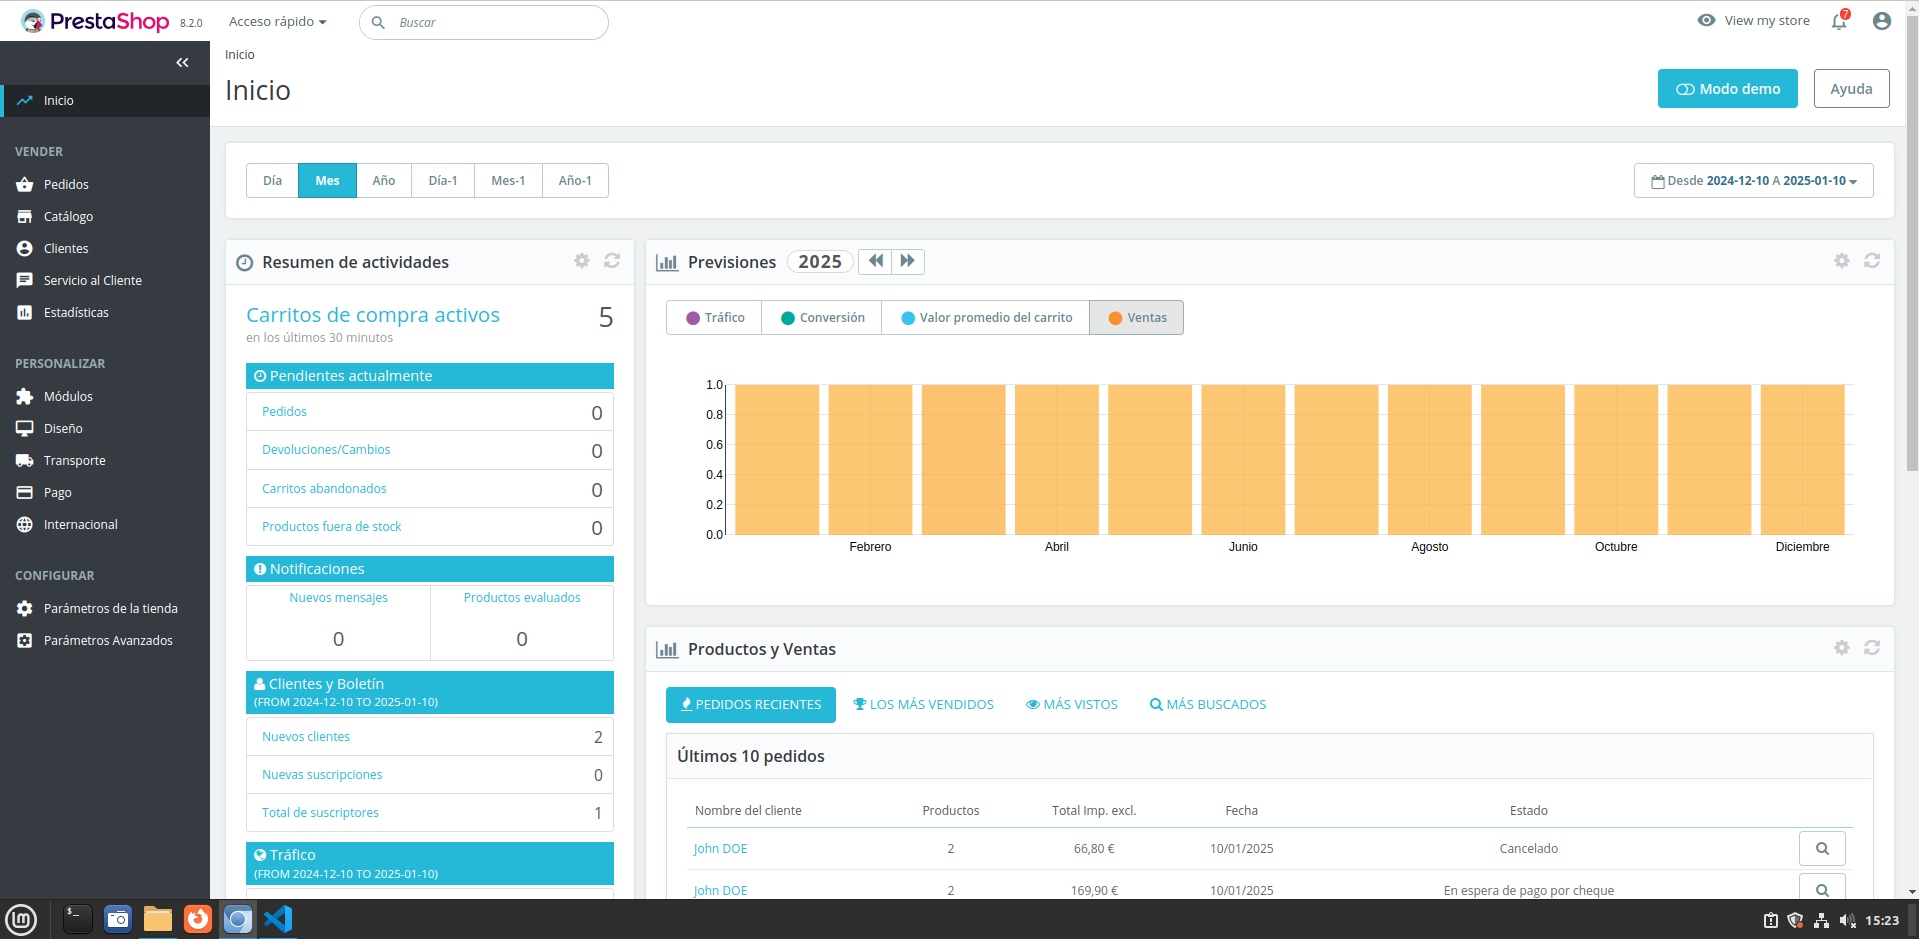 PrestaShop 8.2.0 Acceso rápido Buscar View my store 7
Inicio
Inicio
Modo demo Ayuda
Inicio
VENDER
Pedidos
Catálogo
Clientes
Servicio al Cliente
Estadísticas
PERSONALIZAR
Módulos
Diseño
Transporte
Pago
Internacional
CONFIGURAR
Parámetros de la tienda
Parámetros Avanzados
Día Mes Año Día-1 Mes-1 Año-1
Desde 2024-12-10 A 2025-01-10
Resumen de actividades
Carritos de compra activos 5
en los últimos 30 minutos
Pendientes actualmente
Pedidos 0
Devoluciones/Cambios 0
Carritos abandonados 0
Productos fuera de stock 0
Notificaciones
Nuevos mensajes Productos evaluados
0 0
Clientes y Boletín
(FROM 2024-12-10 TO 2025-01-10)
Nuevos clientes 2
Nuevas suscripciones 0
Total de suscriptores 1
Tráfico
(FROM 2024-12-10 TO 2025-01-10)
Previsiones 2025
Tráfico Conversión Valor promedio del carrito Ventas
1.0
0.8
0.6
0.4
0.2
0.0
Febrero Abril Junio Agosto Octubre Diciembre
Productos y Ventas
PEDIDOS RECIENTES LOS MÁS VENDIDOS MÁS VISTOS MÁS BUSCADOS
Últimos 10 pedidos
Nombre del cliente Productos Total Imp. excl. Fecha Estado
John DOE 2 66,80 € 10/01/2025 Cancelado
John DOE 2 169,90 € 10/01/2025 En espera de pago por cheque
15:23